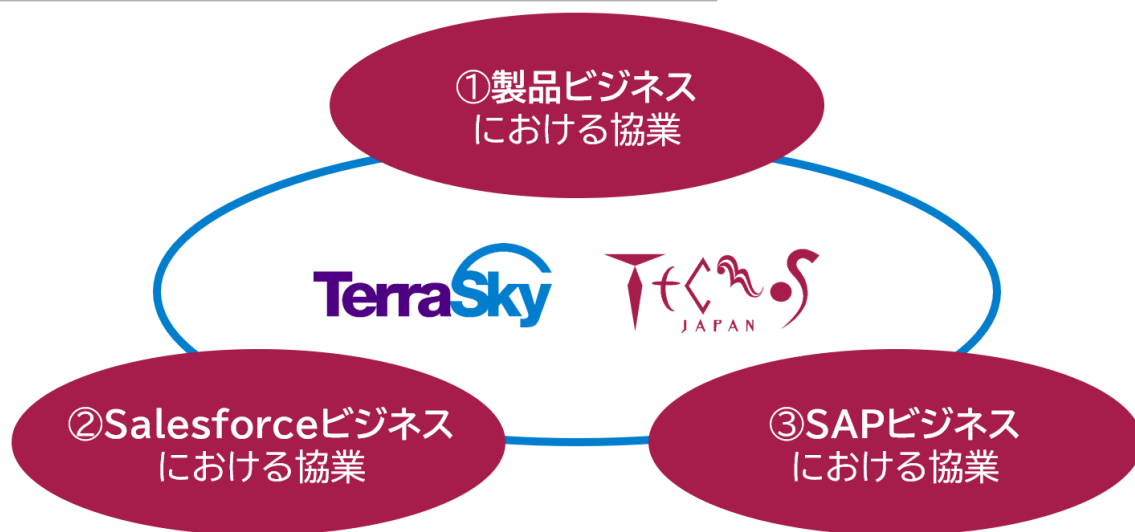 ①製品ビジネス
における協業
TerraSky
TECNOS
JAPAN
②Salesforceビジネス
における協業
③SAPビジネス
における協業